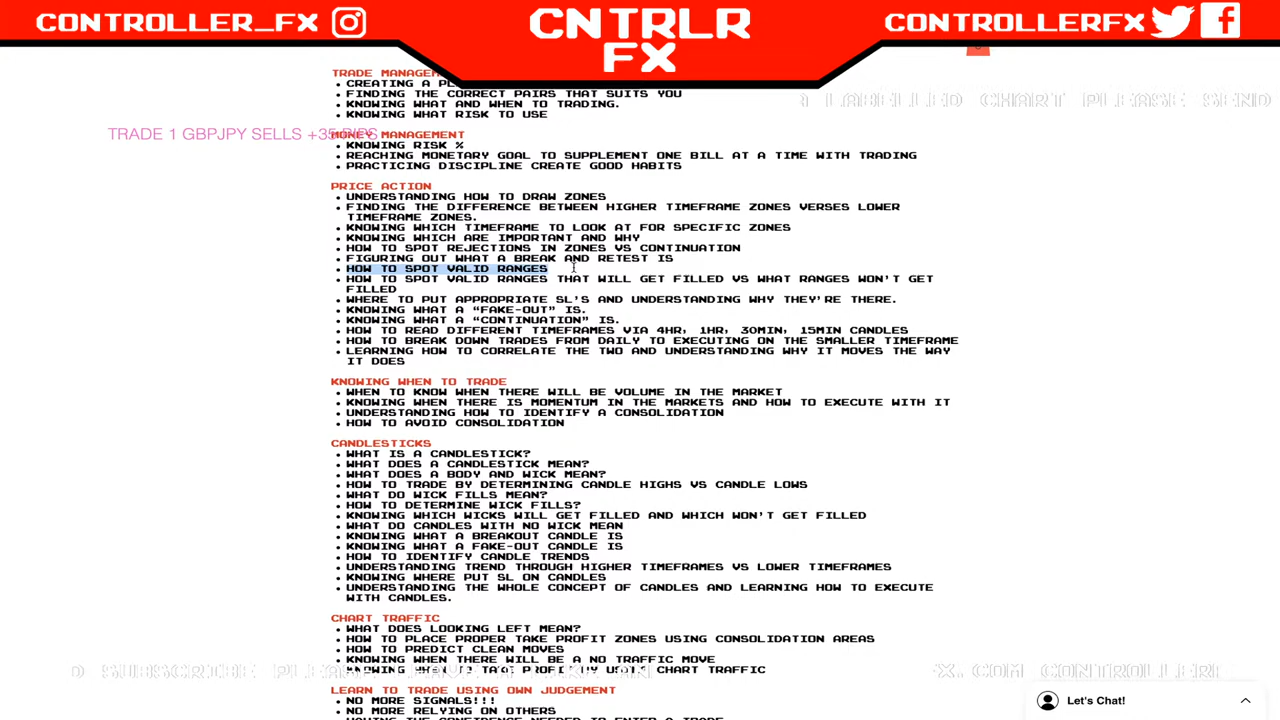 CONTROLLER_FX
CNTRLR
FX
CONTROLLERFX
A LABELLED CHART PLEASE SEND
TRADE 1 GBPJPY SELLS +35 PIPS
TRADE
• CREATING A
• FINDING THE CORRECT PAIRS THAT SUITS YOU
• KNOWING WHAT AND WHEN TO TRADING.
• KNOWING WHAT RISK TO USE
MONEY MANAGEMENT
• KNOWING RISK %
• REACHING MONETARY GOAL TO SUPPLEMENT ONE BILL AT A TIME WITH TRADING
• PRACTICING DISCIPLINE CREATE GOOD HABITS
PRICE ACTION
• UNDERSTANDING HOW TO DRAW ZONES
• FINDING THE DIFFERENCE BETWEEN HIGHER TIMEFRAME ZONES VERSES LOWER
TIMEFRAME ZONES.
• KNOWING WHICH TIMEFRAME TO LOOK AT FOR SPECIFIC ZONES
• KNOWING WHICH ARE IMPORTANT AND WHY
• HOW TO SPOT REJECTIONS IN ZONES VS CONTINUATION
• FIGURING OUT WHAT A BREAK AND RETEST IS
• HOW TO SPOT VALID RANGES
• HOW TO SPOT VALID RANGES THAT WILL GET FILLED VS WHAT RANGES WON'T GET
FILLED
• WHERE TO PUT APPROPRIATE SL'S AND UNDERSTANDING WHY THEY'RE THERE.
• KNOWING WHAT A “FAKE-OUT” IS.
• KNOWING WHAT A “CONTINUATION” IS.
• HOW TO READ DIFFERENT TIMEFRAMES VIA 4HR, 1HR, 30MIN, 15MIN CANDLES
• HOW TO BREAK DOWN TRADES FROM DAILY TO EXECUTING ON THE SMALLER TIMEFRAME
• LEARNING HOW TO CORRELATE THE TWO AND UNDERSTANDING WHY IT MOVES THE WAY
IT DOES
KNOWING WHEN TO TRADE
• WHEN TO KNOW WHEN THERE WILL BE VOLUME IN THE MARKET
• KNOWING WHEN THERE IS MOMENTUM IN THE MARKETS AND HOW TO EXECUTE WITH IT
• UNDERSTANDING HOW TO IDENTIFY A CONSOLIDATION
• HOW TO AVOID CONSOLIDATION
CANDLESTICKS
• WHAT IS A CANDLESTICK?
• WHAT DOES A CANDLESTICK MEAN?
• WHAT DOES A BODY AND WICK MEAN?
• HOW TO TRADE BY DETERMINING CANDLE HIGHS VS CANDLE LOWS
• WHAT DO WICK FILLS MEAN?
• HOW TO DETERMINE WICK FILLS?
• KNOWING WHICH WICKS WILL GET FILLED AND WHICH WON'T GET FILLED
• WHAT DO CANDLES WITH NO WICK MEAN
• KNOWING WHAT A BREAKOUT CANDLE IS
• KNOWING WHAT A FAKE-OUT CANDLE IS
• HOW TO IDENTIFY CANDLE TRENDS
• UNDERSTANDING TREND THROUGH HIGHER TIMEFRAMES VS LOWER TIMEFRAMES
• KNOWING WHERE PUT SL ON CANDLES
• UNDERSTANDING THE WHOLE CONCEPT OF CANDLES AND LEARNING HOW TO EXECUTE
WITH CANDLES.
CHART TRAFFIC
• WHAT DOES LOOKING LEFT MEAN?
• HOW TO PLACE PROPER TAKE PROFIT ZONES USING CONSOLIDATION AREAS
• HOW TO PREDICT CLEAN MOVES
• KNOWING WHEN THERE WILL BE A NO TRAFFIC MOVE
CHART TRAFFIC
D SUBSCRIBE PLEASE
X.COM CONTROLLERF
LEARN TO TRADE USING OWN JUDGEMENT
• NO MORE SIGNALS!!!
• NO MORE RELYING ON OTHERS
Let's Chat!